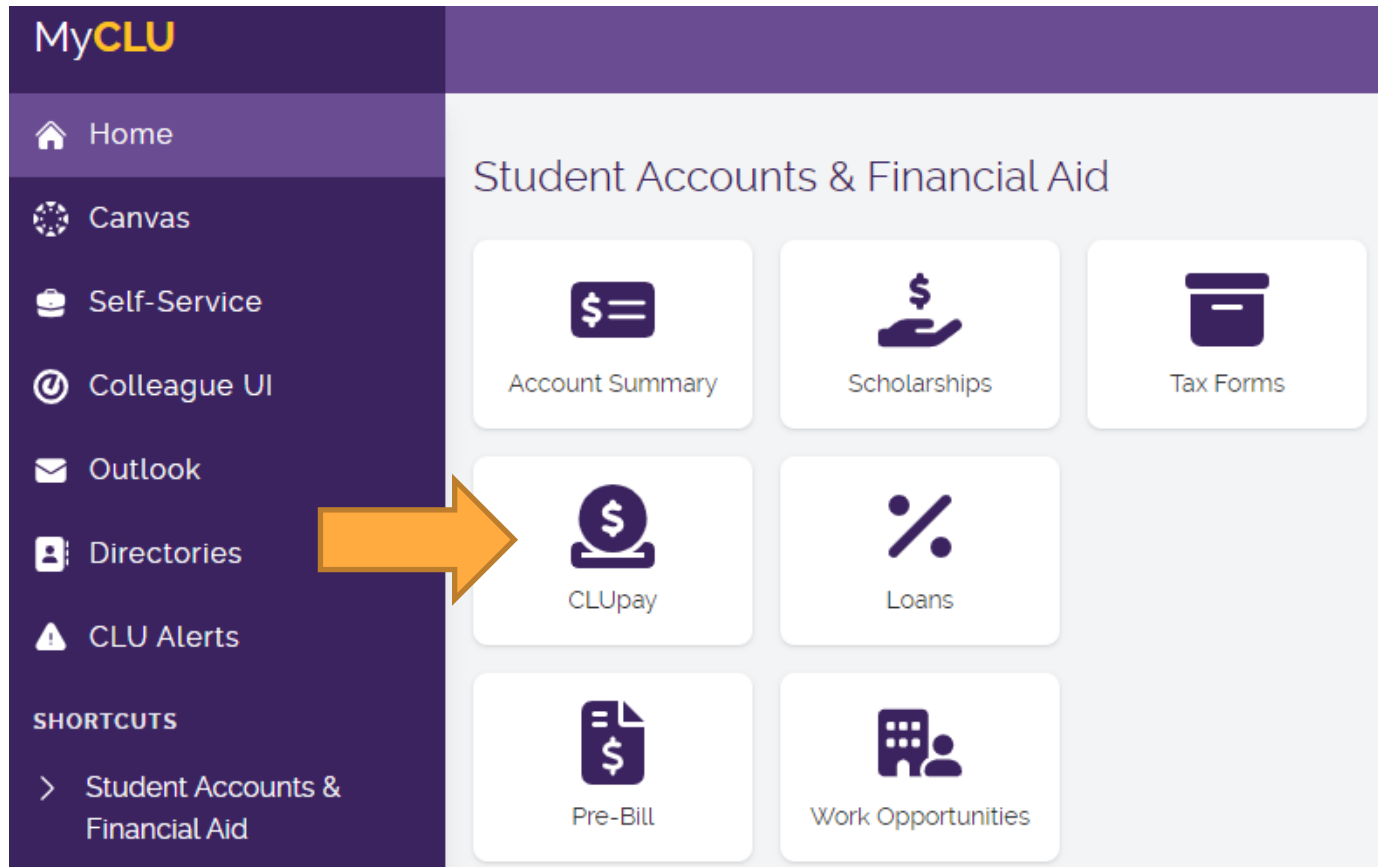 MyCLU
Home
Canvas
Self-Service
Colleague UI
Outlook
Directories
CLU Alerts
SHORTCUTS
Student Accounts &
Financial Aid
Student Accounts & Financial Aid
Account Summary
Scholarships
Tax Forms
CLUpay
Loans
Pre-Bill
Work Opportunities